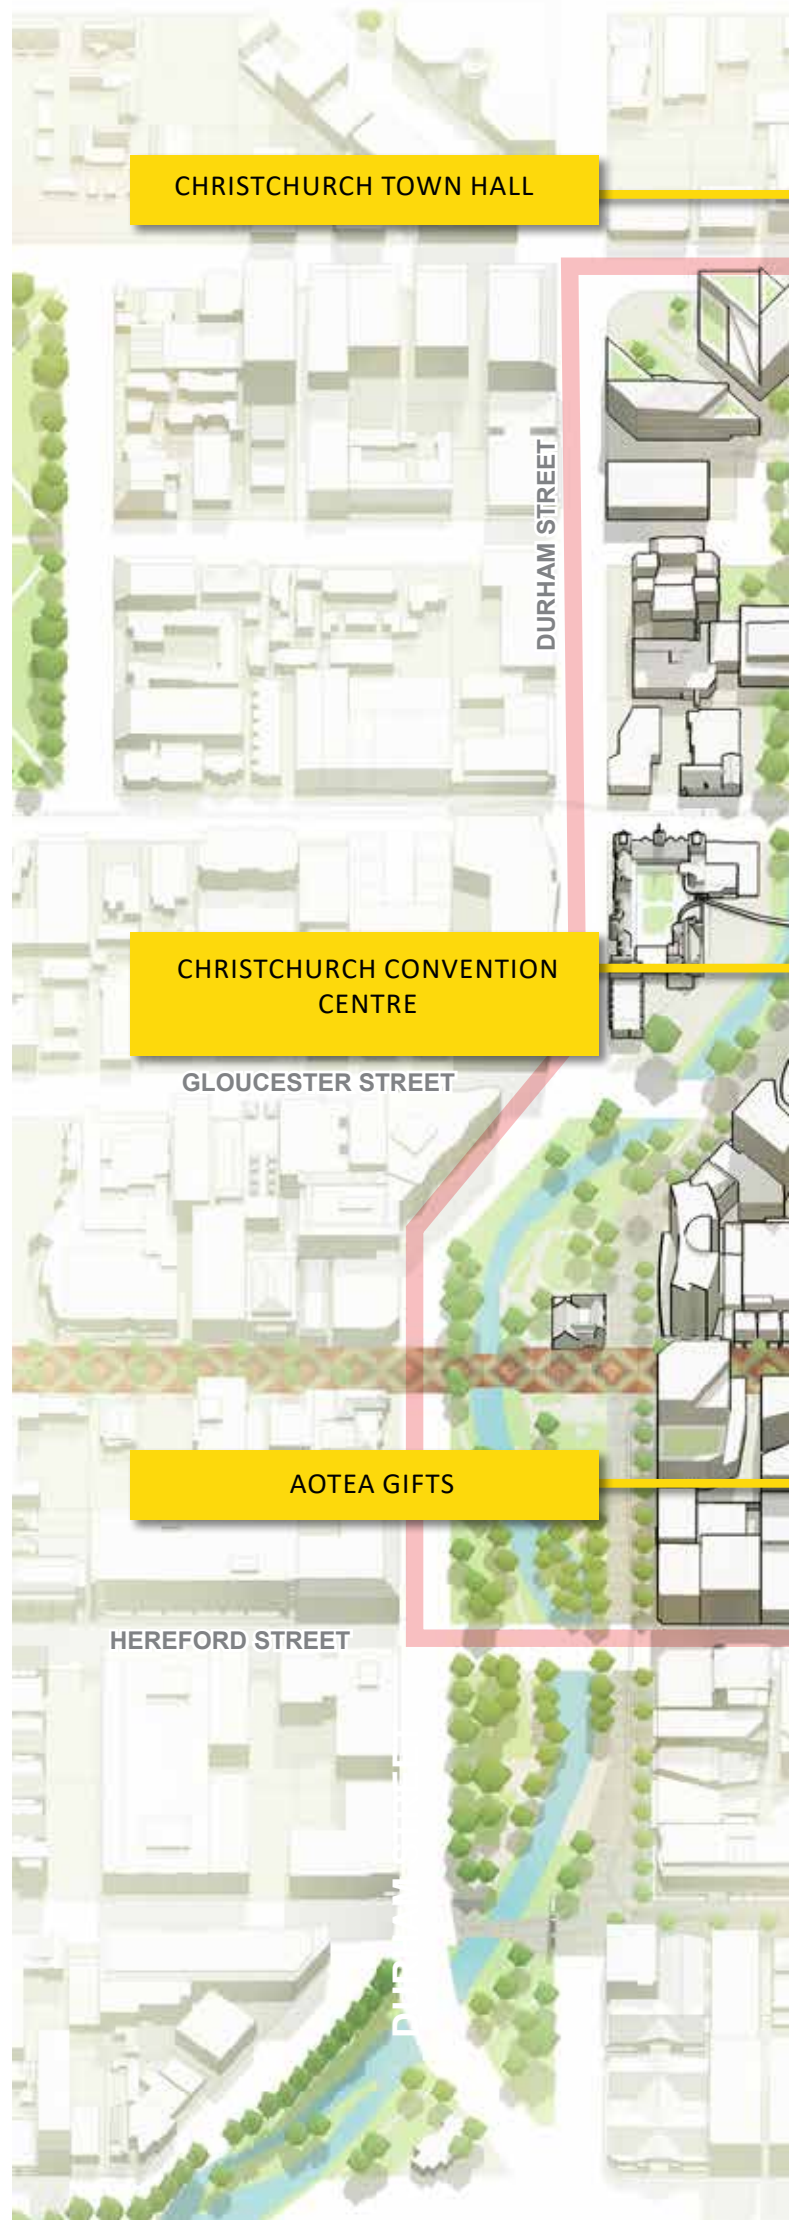 CHRISTCHURCH TOWN HALL
DURHAM STREET
CHRISTCHURCH CONVENTION
CENTRE
GLOUCESTER STREET
AOTEA GIFTS
HEREFORD STREET